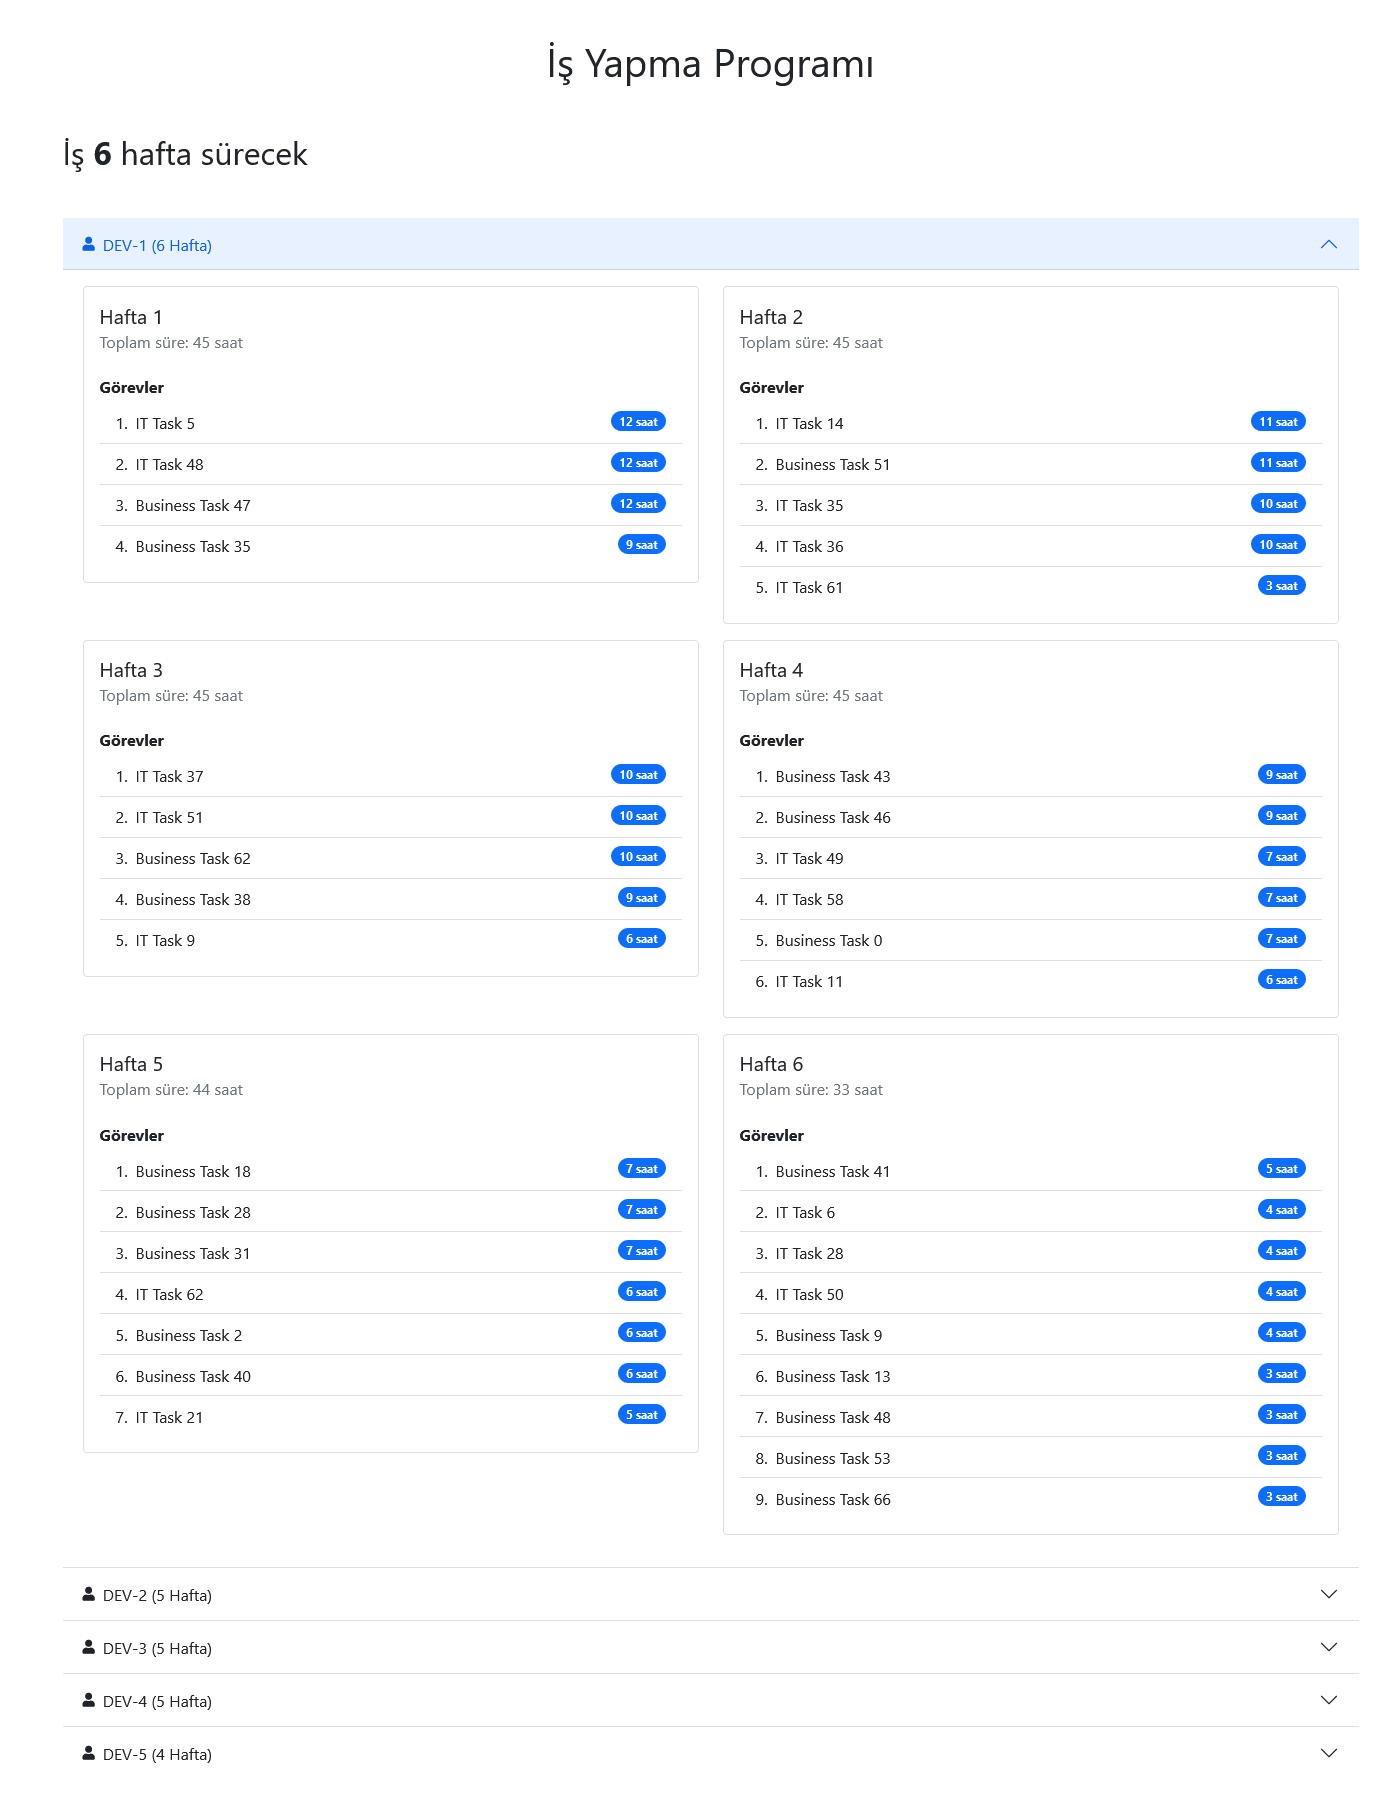 İş Yapma Programı
İş 6 hafta sürecek
DEV-1 (6 Hafta)
Hafta 1
Toplam süre: 45 saat
Görevler
1. IT Task 5 12 saat
2. IT Task 48 12 saat
3. Business Task 47 12 saat
4. Business Task 35 9 saat
Hafta 2
Toplam süre: 45 saat
Görevler
1. IT Task 14 11 saat
2. Business Task 51 11 saat
3. IT Task 35 10 saat
4. IT Task 36 10 saat
5. IT Task 61 3 saat
Hafta 3
Toplam süre: 45 saat
Görevler
1. IT Task 37 10 saat
2. IT Task 51 10 saat
3. Business Task 62 10 saat
4. Business Task 38 9 saat
5. IT Task 9 6 saat
Hafta 4
Toplam süre: 45 saat
Görevler
1. Business Task 43 9 saat
2. Business Task 46 9 saat
3. IT Task 49 7 saat
4. IT Task 58 7 saat
5. Business Task 0 7 saat
6. IT Task 11 6 saat
Hafta 5
Toplam süre: 44 saat
Görevler
1. Business Task 18 7 saat
2. Business Task 28 7 saat
3. Business Task 31 7 saat
4. IT Task 62 6 saat
5. Business Task 2 6 saat
6. Business Task 40 6 saat
7. IT Task 21 5 saat
Hafta 6
Toplam süre: 33 saat
Görevler
1. Business Task 41 5 saat
2. IT Task 6 4 saat
3. IT Task 28 4 saat
4. IT Task 50 4 saat
5. Business Task 9 4 saat
6. Business Task 13 3 saat
7. Business Task 48 3 saat
8. Business Task 53 3 saat
9. Business Task 66 3 saat
DEV-2 (5 Hafta)
DEV-3 (5 Hafta)
DEV-4 (5 Hafta)
DEV-5 (4 Hafta)